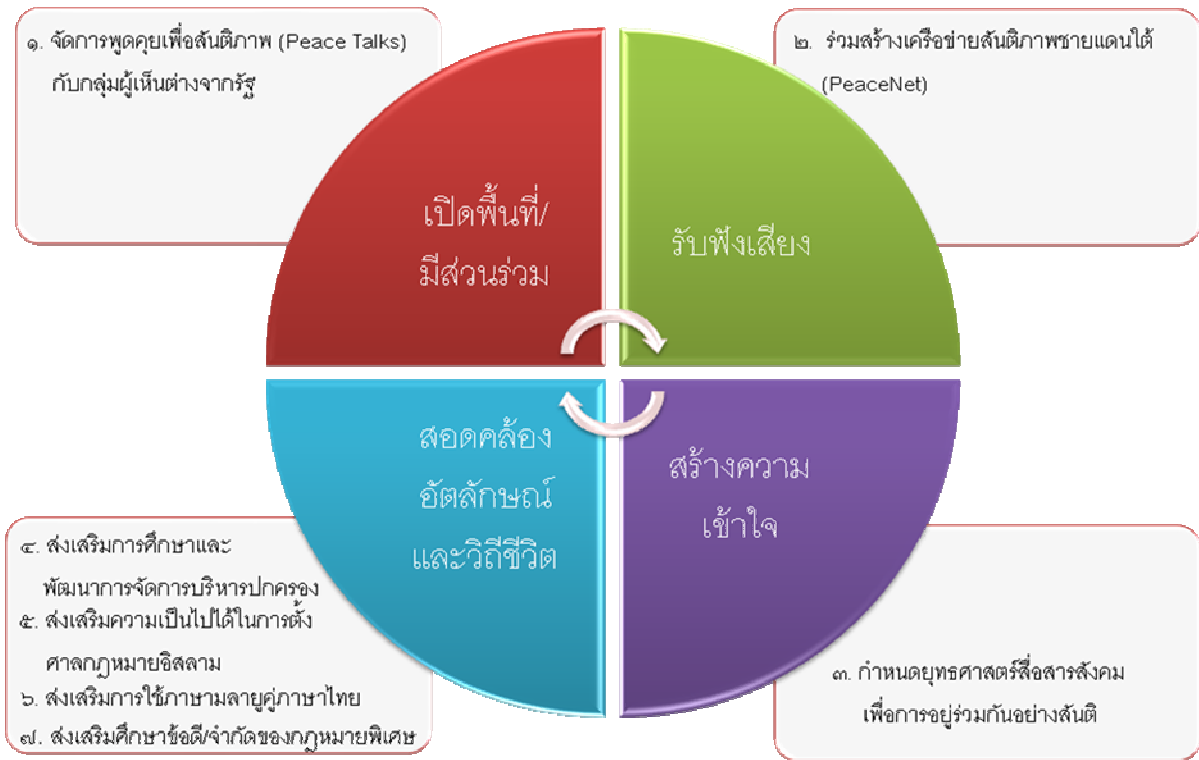 ๑. จัดการพูดคุยเพื่อสันติภาพ (Peace Talks)
กับกลุ่มผู้เห็นต่างจากรัฐ
๒. ร่วมสร้างเครือข่ายสันติภาพชายแดนใต้
(PeaceNet)
เปิดพื้นที่/
มีส่วนร่วม
รับฟังเสียง
สอดคล้อง
อัตลักษณ์
และวิถีชีวิต
สร้างความ
เข้าใจ
๔. ส่งเสริมการศึกษาและ
พัฒนาการจัดการบริหารปกครอง
๕. ส่งเสริมความเป็นไปได้ในการตั้ง
ศาลกฎหมายอิสลาม
๖. ส่งเสริมการใช้ภาษามลายูคู่ภาษาไทย
๗. ส่งเสริมศึกษาข้อดี/จำกัดของกฎหมายพิเศษ
๓. กำหนดยุทธศาสตร์สื่อสารสังคม
เพื่อการอยู่ร่วมกันอย่างสันติ